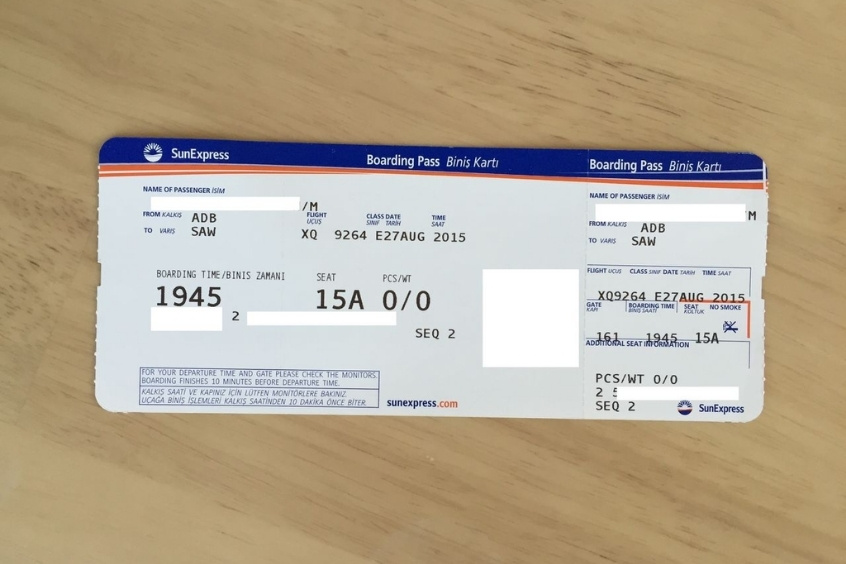 SunExpress
Boarding Pass Biniş Kartı
NAME OF PASSENGER İSİM
/M
FROM KALKIŞ ADB
TO VARIS SAW
FLIGHT UÇUŞ
CLASS SINIF
DATE TARİH
TIME SAAT
XQ 9264 E27AUG 2015
BOARDING TIME/BINIS ZAMANI
SEAT
PCS/WT
1945
15A
0/0
2
SEQ 2
FOR YOUR DEPARTURE TIME AND GATE PLEASE CHECK THE MONITORS.
BOARDING FINISHES 10 MINUTES BEFORE DEPARTURE TIME.
KALKIŞ SAATİ VE KAPINIZ İÇİN LÜTFEN MONİTÖRLERE BAKINIZ.
UÇAĞA BİNİŞ İŞLEMLERİ KALKIŞ SAATİNDEN 10 DAKİKA ÖNCE BİTER.
sunexpress.com
Boarding Pass Biniş Kartı
NAME OF PASSENGER İSİM
M
FROM KALKIŞ ADB
TO VARIS SAW
FLIGHT UÇUS CLASS SINIF DATE TARİH TIME SAAT
XQ9264 E27AUG 2015
GATE KAPI
BOARDING TIME BİNİŞ SAATİ
SEAT KOLTUK
NO SMOKE
161 1945 15A
ADDITIONAL SEAT INFORMATION
PCS/WT 0/0
2
SEQ 2
SunExpress